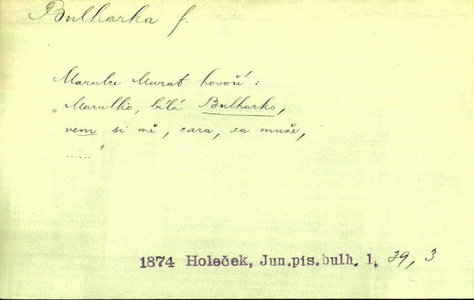 Bulharka f.
Marulce Murat hovoří :
„Marulko, bílá Bulharko,
vem si mě, cara, za muže,
.....‘
1874 Holeček, Jun.pís.bulh. 1. 39, 3